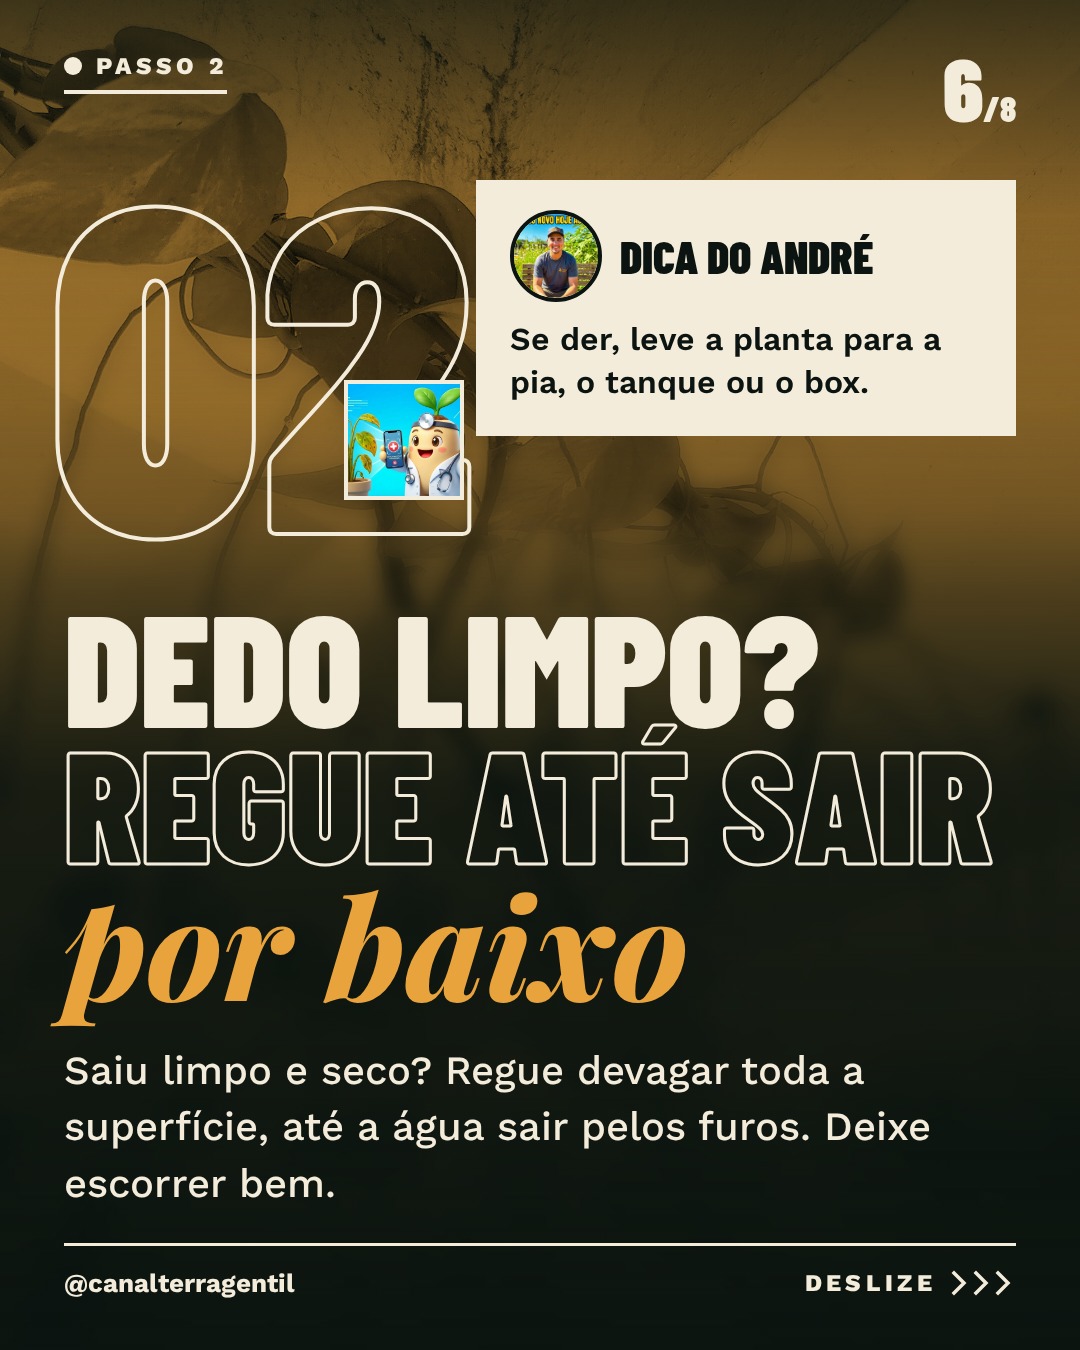 PASSO 2
6/8
02
DICA DO ANDRÉ
Se der, leve a planta para a
pia, o tanque ou o box.
DEDO LIMPO?
REGUE ATÉ SAIR
por baixo
Saiu limpo e seco? Regue devagar toda a
superfície, até a água sair pelos furos. Deixe
escorrer bem.
@canalterragentil
DESLIZE